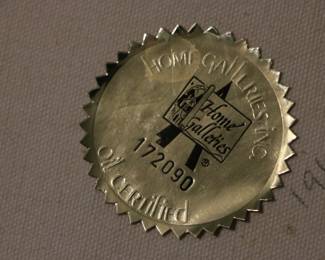 HOME GALLERIES INC
Home
Galleries
®
172090
Oil CERTIFIED